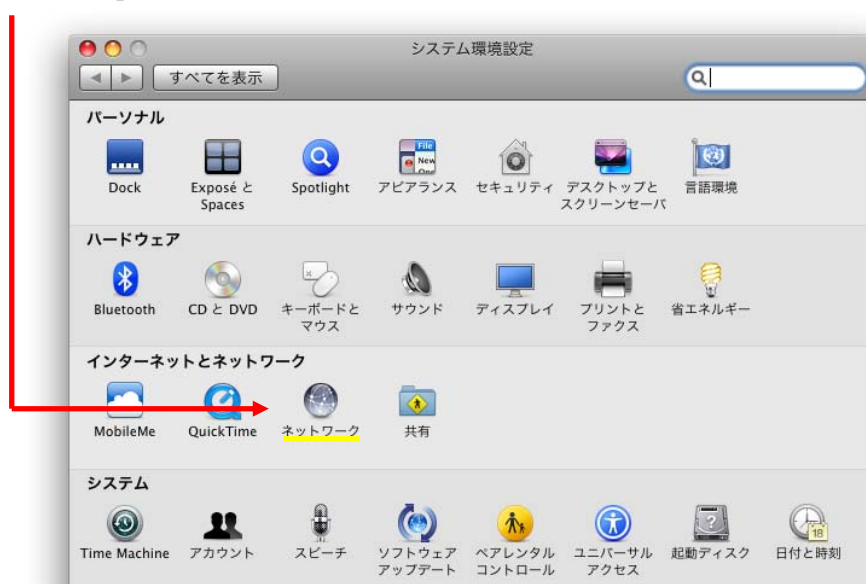 システム環境設定
すべてを表示
パーソナル
Dock
Exposé と
Spaces
Spotlight
アピアランス
セキュリティ
デスクトップと
スクリーンセーバ
言語環境
ハードウェア
Bluetooth
CD と DVD
キーボードと
マウス
サウンド
ディスプレイ
プリントと
ファクス
省エネルギー
インターネットとネットワーク
MobileMe
QuickTime
ネットワーク
共有
システム
Time Machine
アカウント
スピーチ
ソフトウェア
アップデート
ペアレンタル
コントロール
ユニバーサル
アクセス
起動ディスク
日付と時刻
File
New
18